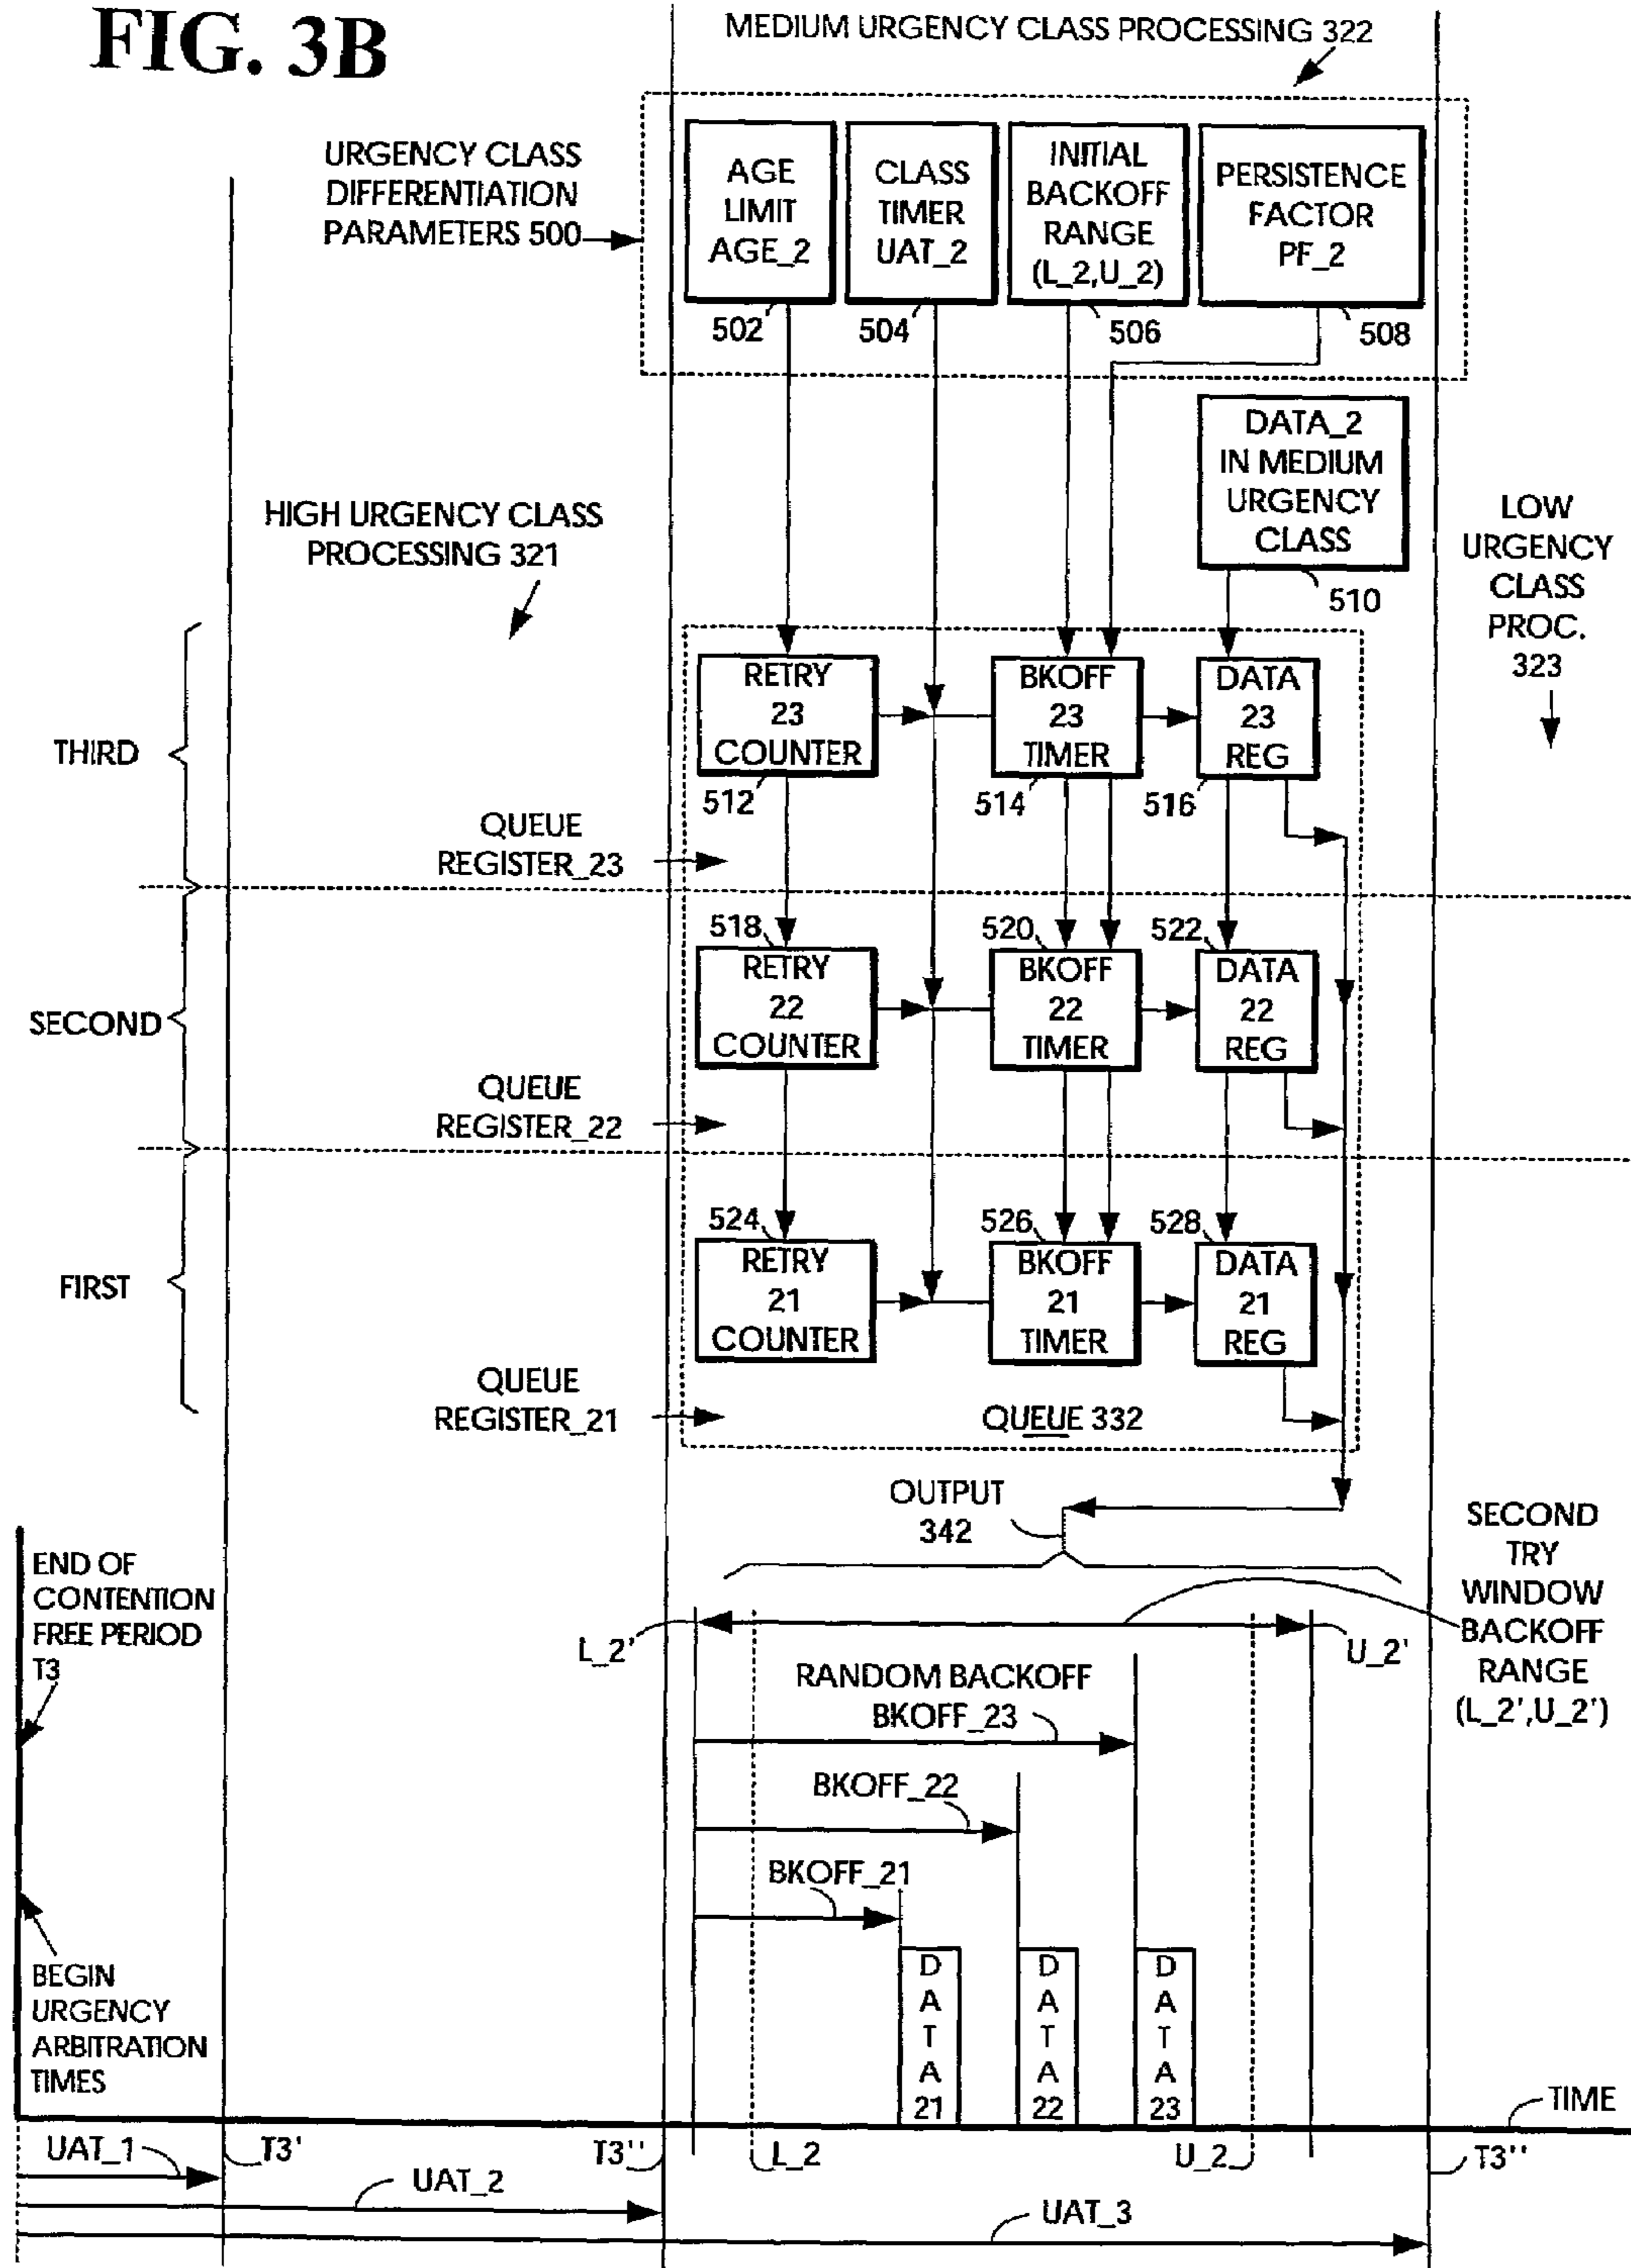 FIG. 3B
MEDIUM URGENCY CLASS PROCESSING 322
URGENCY CLASS
DIFFERENTIATION
PARAMETERS 500
AGE
LIMIT
AGE_2
502
CLASS
TIMER
UAT_2
504
INITIAL
BACKOFF
RANGE
(L_2,U_2)
506
PERSISTENCE
FACTOR
PF_2
508
DATA_2
IN MEDIUM
URGENCY
CLASS
510
HIGH URGENCY CLASS
PROCESSING 321
LOW
URGENCY
CLASS
PROC.
323
THIRD
RETRY
23
COUNTER
512
BKOFF
23
TIMER
514
DATA
23
REG
516
QUEUE
REGISTER_23
SECOND
518
RETRY
22
COUNTER
520
BKOFF
22
TIMER
522
DATA
22
REG
QUEUE
REGISTER_22
FIRST
524
RETRY
21
COUNTER
526
BKOFF
21
TIMER
528
DATA
21
REG
QUEUE
REGISTER_21
QUEUE 332
OUTPUT
342
SECOND
TRY
WINDOW
BACKOFF
RANGE
(L_2',U_2')
END OF
CONTENTION
FREE PERIOD
T3
L_2'
U_2'
RANDOM BACKOFF
BKOFF_23
BKOFF_22
BKOFF_21
BEGIN
URGENCY
ARBITRATION
TIMES
DATA
21
DATA
22
DATA
23
TIME
UAT_1
T3'
T3''
L_2
U_2
T3''
UAT_2
UAT_3